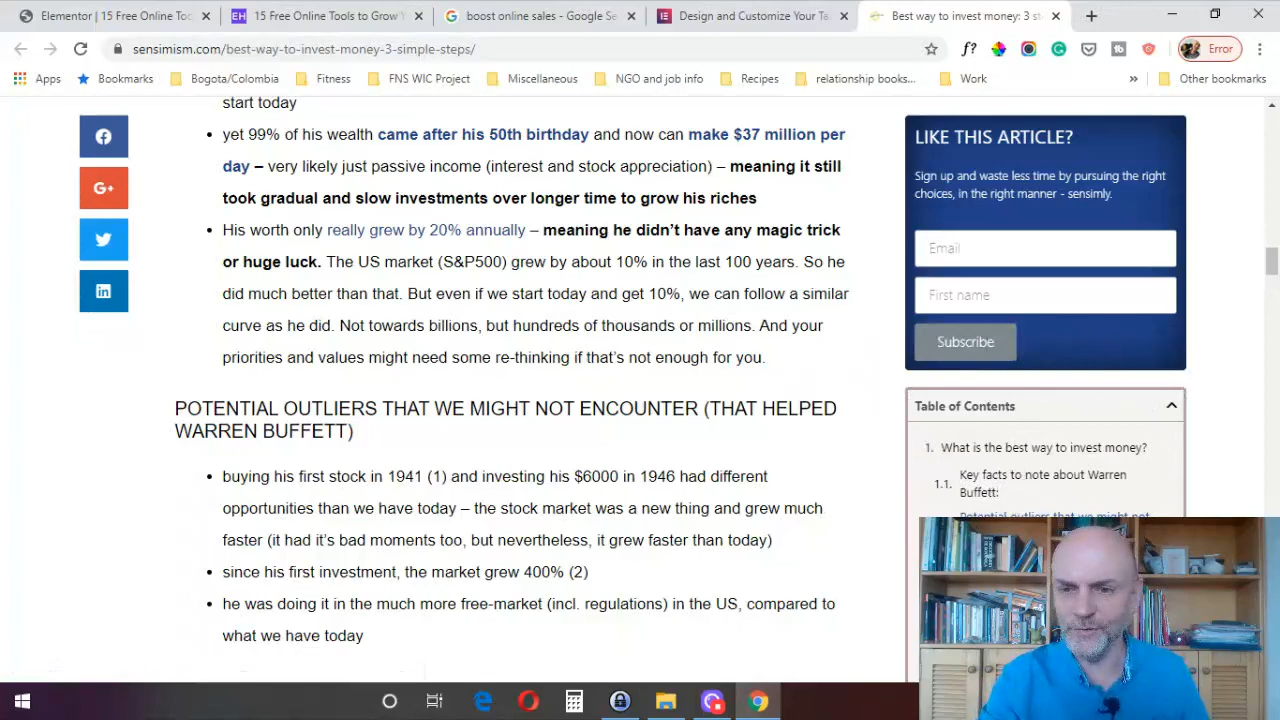 Elementor | 15 Free Online Too
15 Free Online Tools to Grow Y
boost online sales - Google Se
Design and Customize Your Ta
Best way to invest money: 3 st
sensimism.com/best-way-to-invest-money-3-simple-steps/
f?
Error
Apps
Bookmarks
Bogota/Colombia
Fitness
FNS WIC Project
Miscellaneous
NGO and job info
Recipes
relationship books...
Work
»
Other bookmarks
start today
yet 99% of his wealth came after his 50th birthday and now can make $37 million per
day – very likely just passive income (interest and stock appreciation) – meaning it still
took gradual and slow investments over longer time to grow his riches
His worth only really grew by 20% annually – meaning he didn't have any magic trick
or huge luck. The US market (S&P500) grew by about 10% in the last 100 years. So he
did much better than that. But even if we start today and get 10%, we can follow a similar
curve as he did. Not towards billions, but hundreds of thousands or millions. And your
priorities and values might need some re-thinking if that's not enough for you.
POTENTIAL OUTLIERS THAT WE MIGHT NOT ENCOUNTER (THAT HELPED
WARREN BUFFETT)
buying his first stock in 1941 (1) and investing his $6000 in 1946 had different
opportunities than we have today – the stock market was a new thing and grew much
faster (it had it's bad moments too, but nevertheless, it grew faster than today)
since his first investment, the market grew 400% (2)
he was doing it in the much more free-market (incl. regulations) in the US, compared to
what we have today
LIKE THIS ARTICLE?
Sign up and waste less time by pursuing the right
choices, in the right manner - sensimly.
Email
First name
Subscribe
Table of Contents
1. What is the best way to invest money?
1.1. Key facts to note about Warren
Buffett:
Potential outliers that we might not